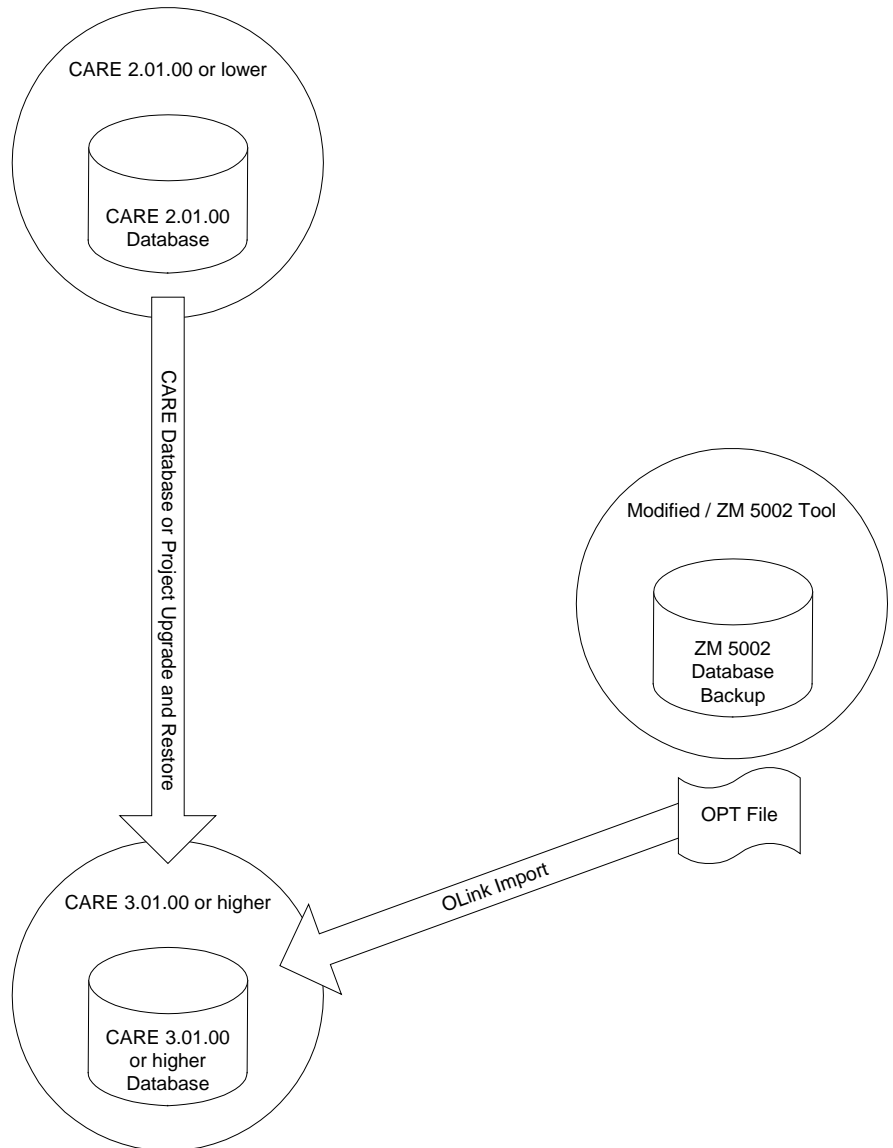 CARE 2.01.00 or lower
CARE 2.01.00
Database
CARE Database or Project Upgrade and Restore
Modified / ZM 5002 Tool
ZM 5002
Database
Backup
OPT File
OLink Import
CARE 3.01.00 or higher
CARE 3.01.00
or higher
Database